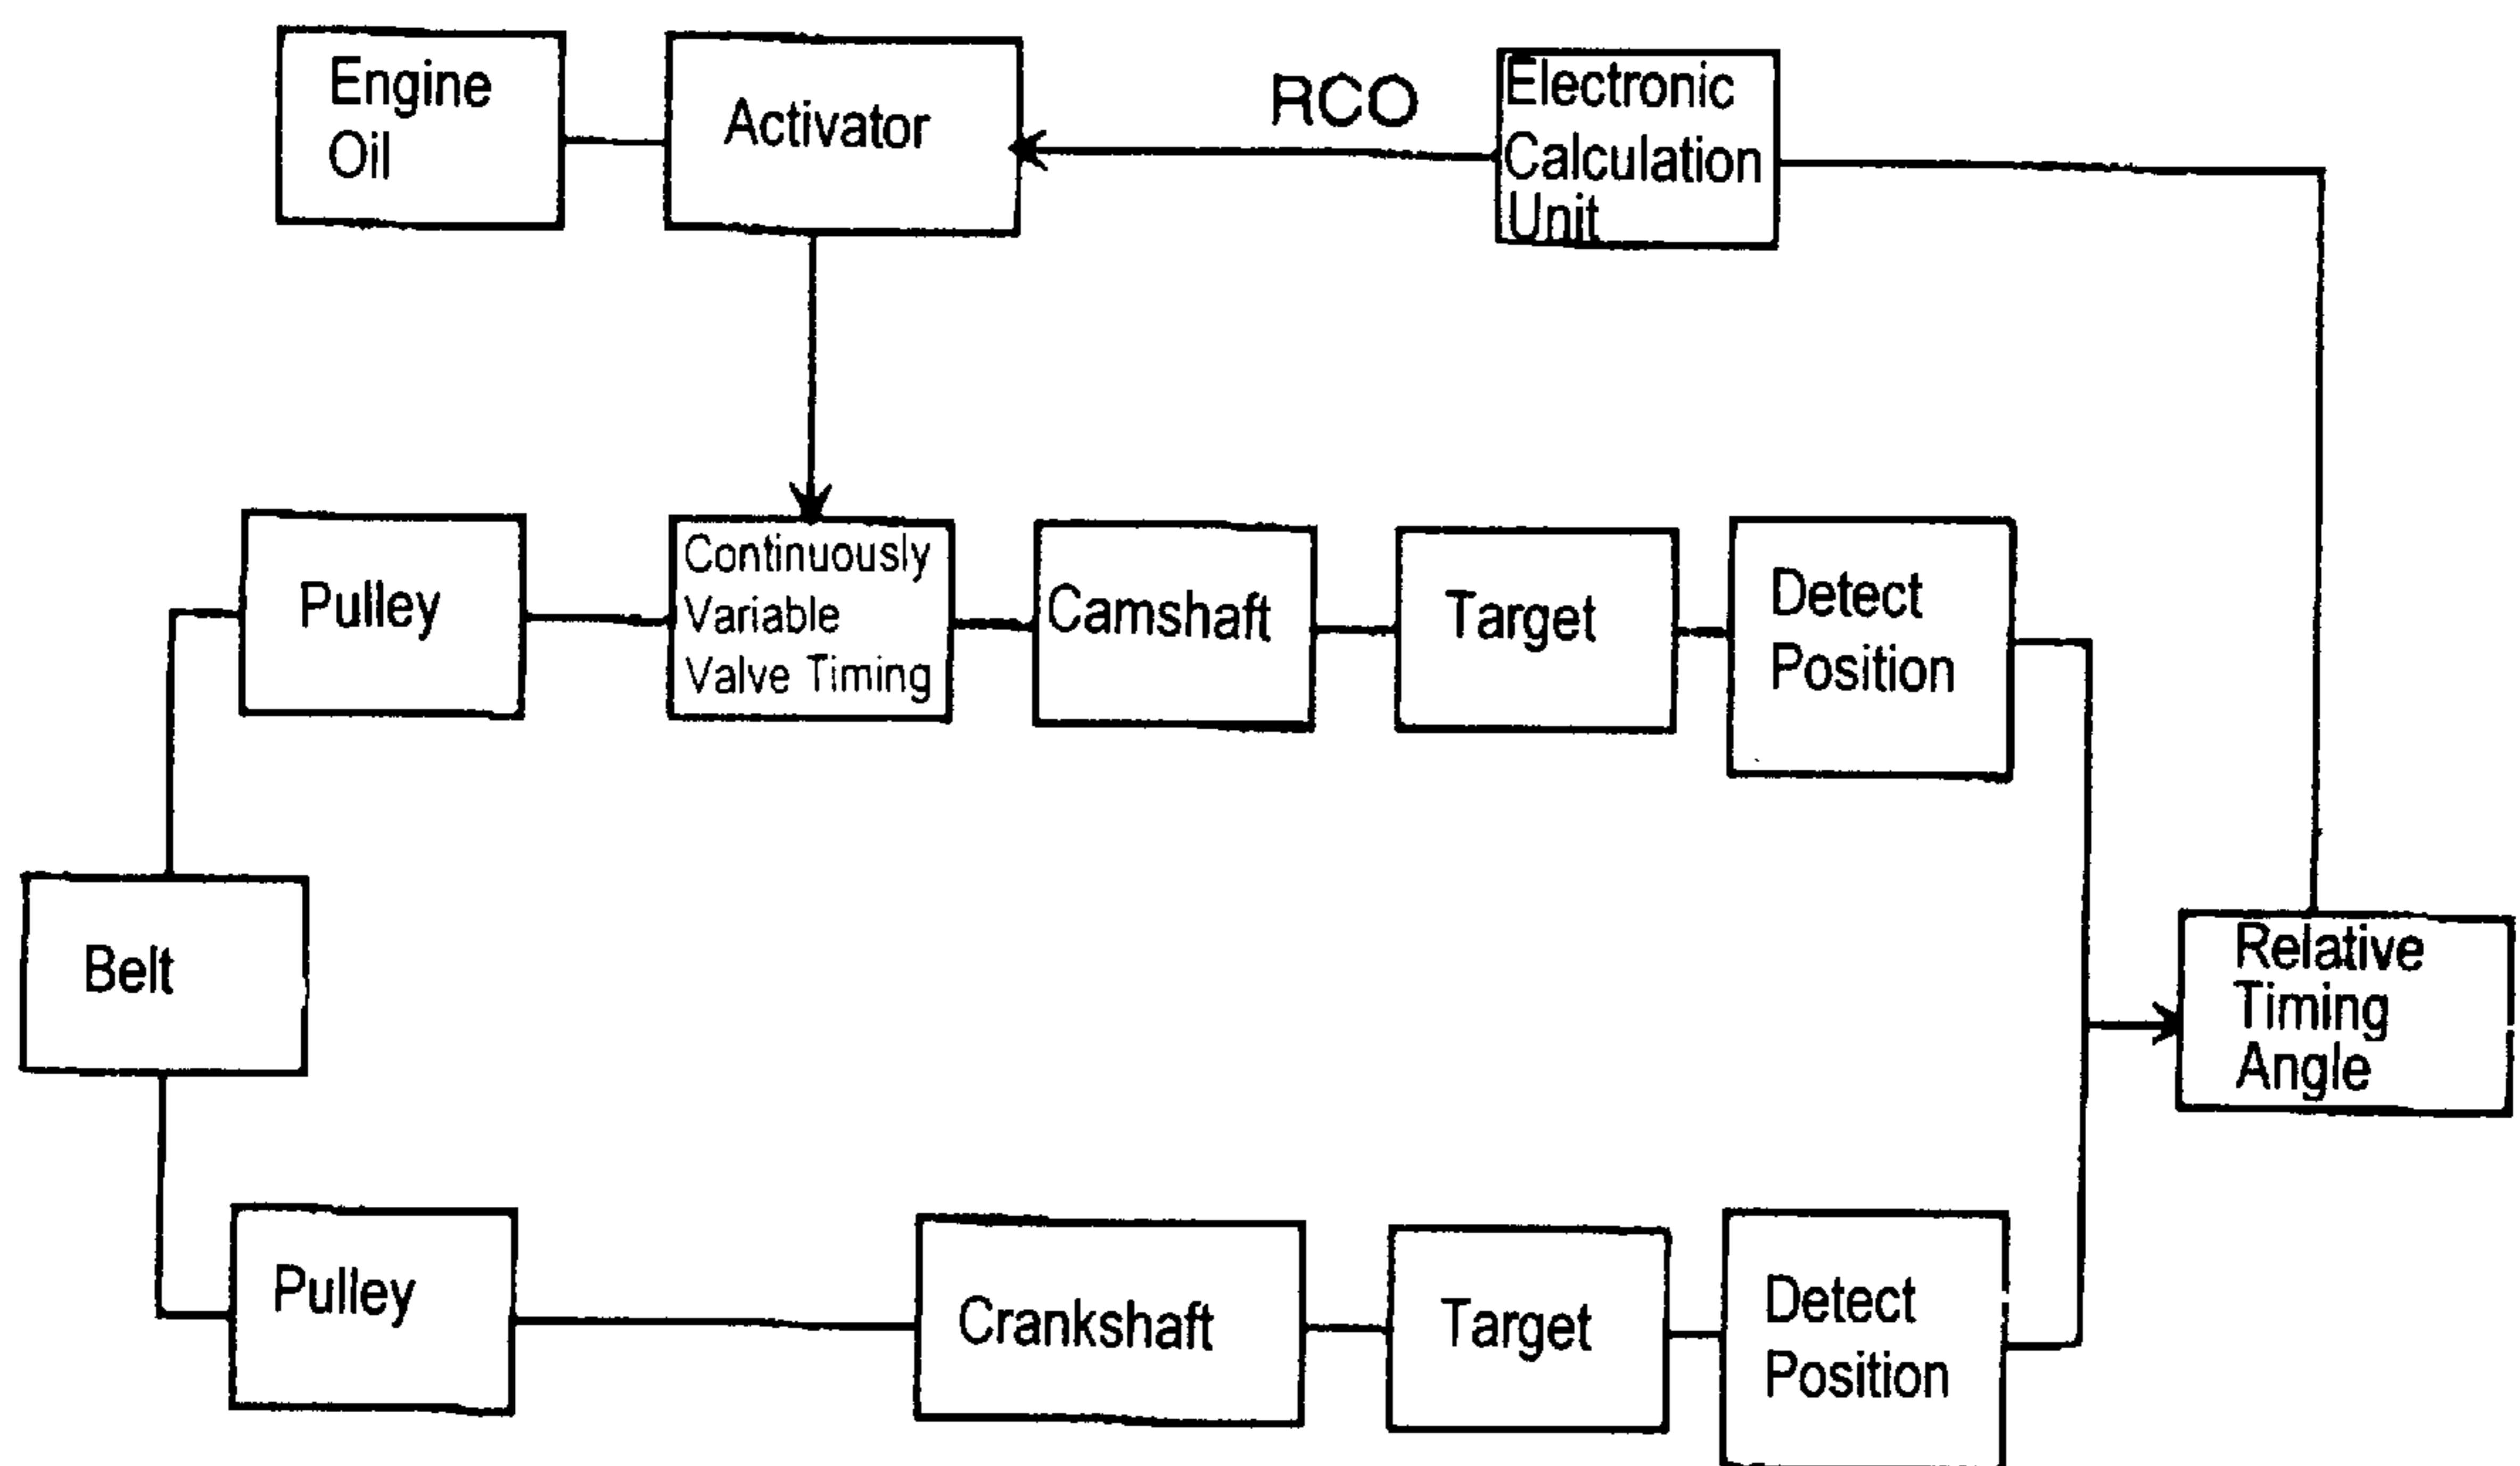 Engine
Oil
Activator
RCO
Electronic
Calculation
Unit
Pulley
Continuously
Variable
Valve Timing
Camshaft
Target
Detect
Position
Belt
Relative
Timing
Angle
Pulley
Crankshaft
Target
Detect
Position